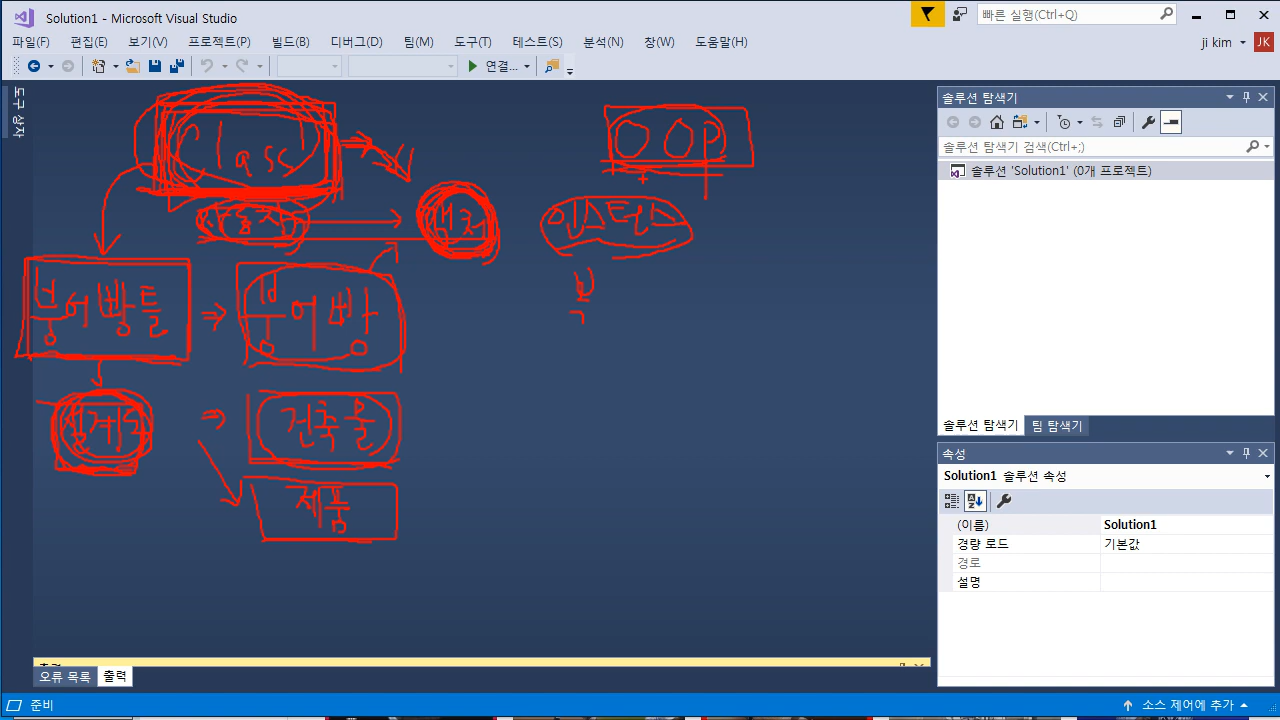 Solution1 - Microsoft Visual Studio
빠른 실행(Ctrl+Q)
파일(F) 편집(E) 보기(V) 프로젝트(P) 빌드(B) 디버그(D) 팀(M) 도구(T) 테스트(S) 분석(N) 창(W) 도움말(H)
ji kim
JK
연결...
도구 상자
class
OOP
객체
인스턴스
붕어빵틀 ⇒ 붕어빵
설계도 ⇒ 건축물
제품
솔루션 탐색기
솔루션 탐색기 검색(Ctrl+;)
솔루션 'Solution1' (0개 프로젝트)
솔루션 탐색기 팀 탐색기
속성
Solution1 솔루션 속성
(이름) Solution1
경량 로드 기본값
경로
설명
출력
오류 목록 출력
준비
소스 제어에 추가